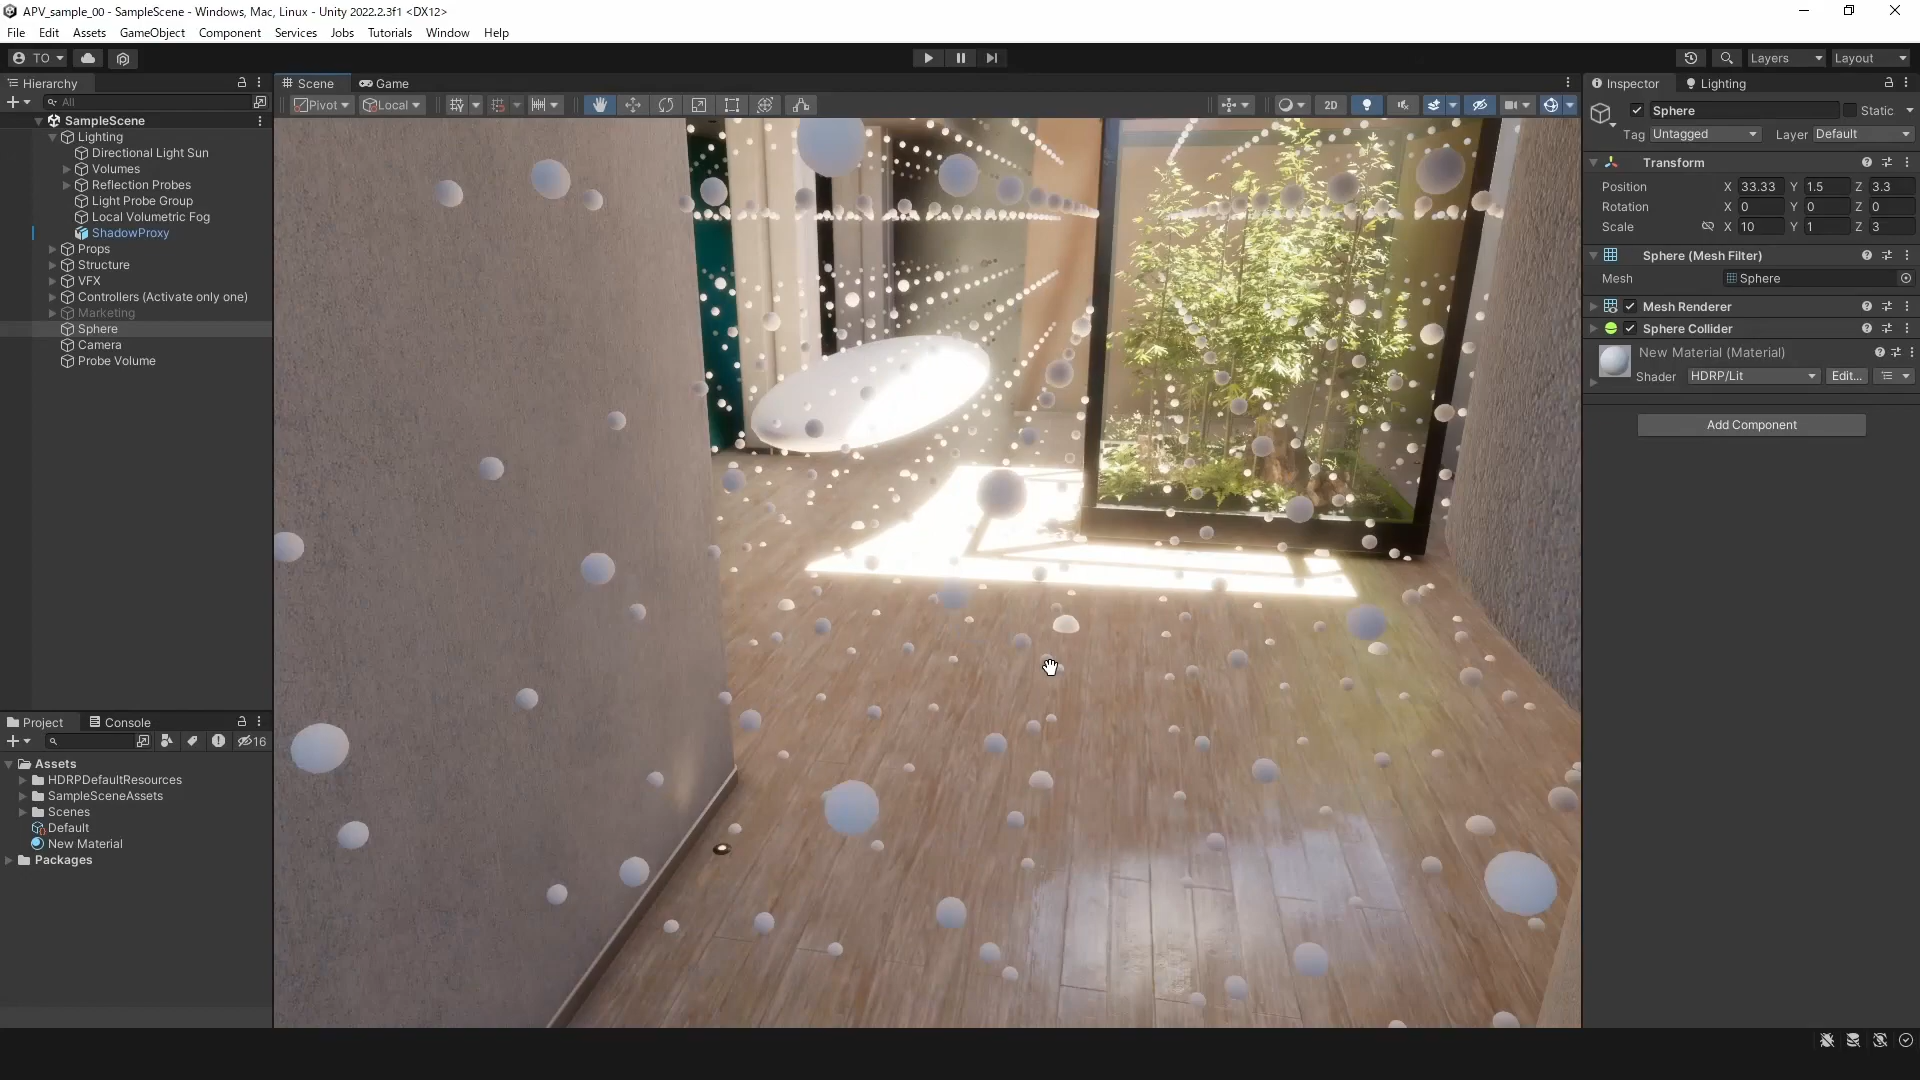 APV_sample_00 - SampleScene - Windows, Mac, Linux - Unity 2022.2.3f1 <DX12>
File Edit Assets GameObject Component Services Jobs Tutorials Window Help
TO Layers Layout
Hierarchy
All
SampleScene
Lighting
Directional Light Sun
Volumes
Reflection Probes
Light Probe Group
Local Volumetric Fog
ShadowProxy
Props
Structure
VFX
Controllers (Activate only one)
Marketing
Sphere
Camera
Probe Volume
Scene Game
Pivot Local 2D
Inspector Lighting
Sphere Static
Tag Untagged Layer Default
Transform
Position X 33.33 Y 1.5 Z 3.3
Rotation X 0 Y 0 Z 0
Scale X 10 Y 1 Z 3
Sphere (Mesh Filter)
Mesh Sphere
Mesh Renderer
Sphere Collider
New Material (Material)
Shader HDRP/Lit Edit...
Add Component
Project Console
16
Assets
HDRPDefaultResources
SampleSceneAssets
Scenes
Default
New Material
Packages